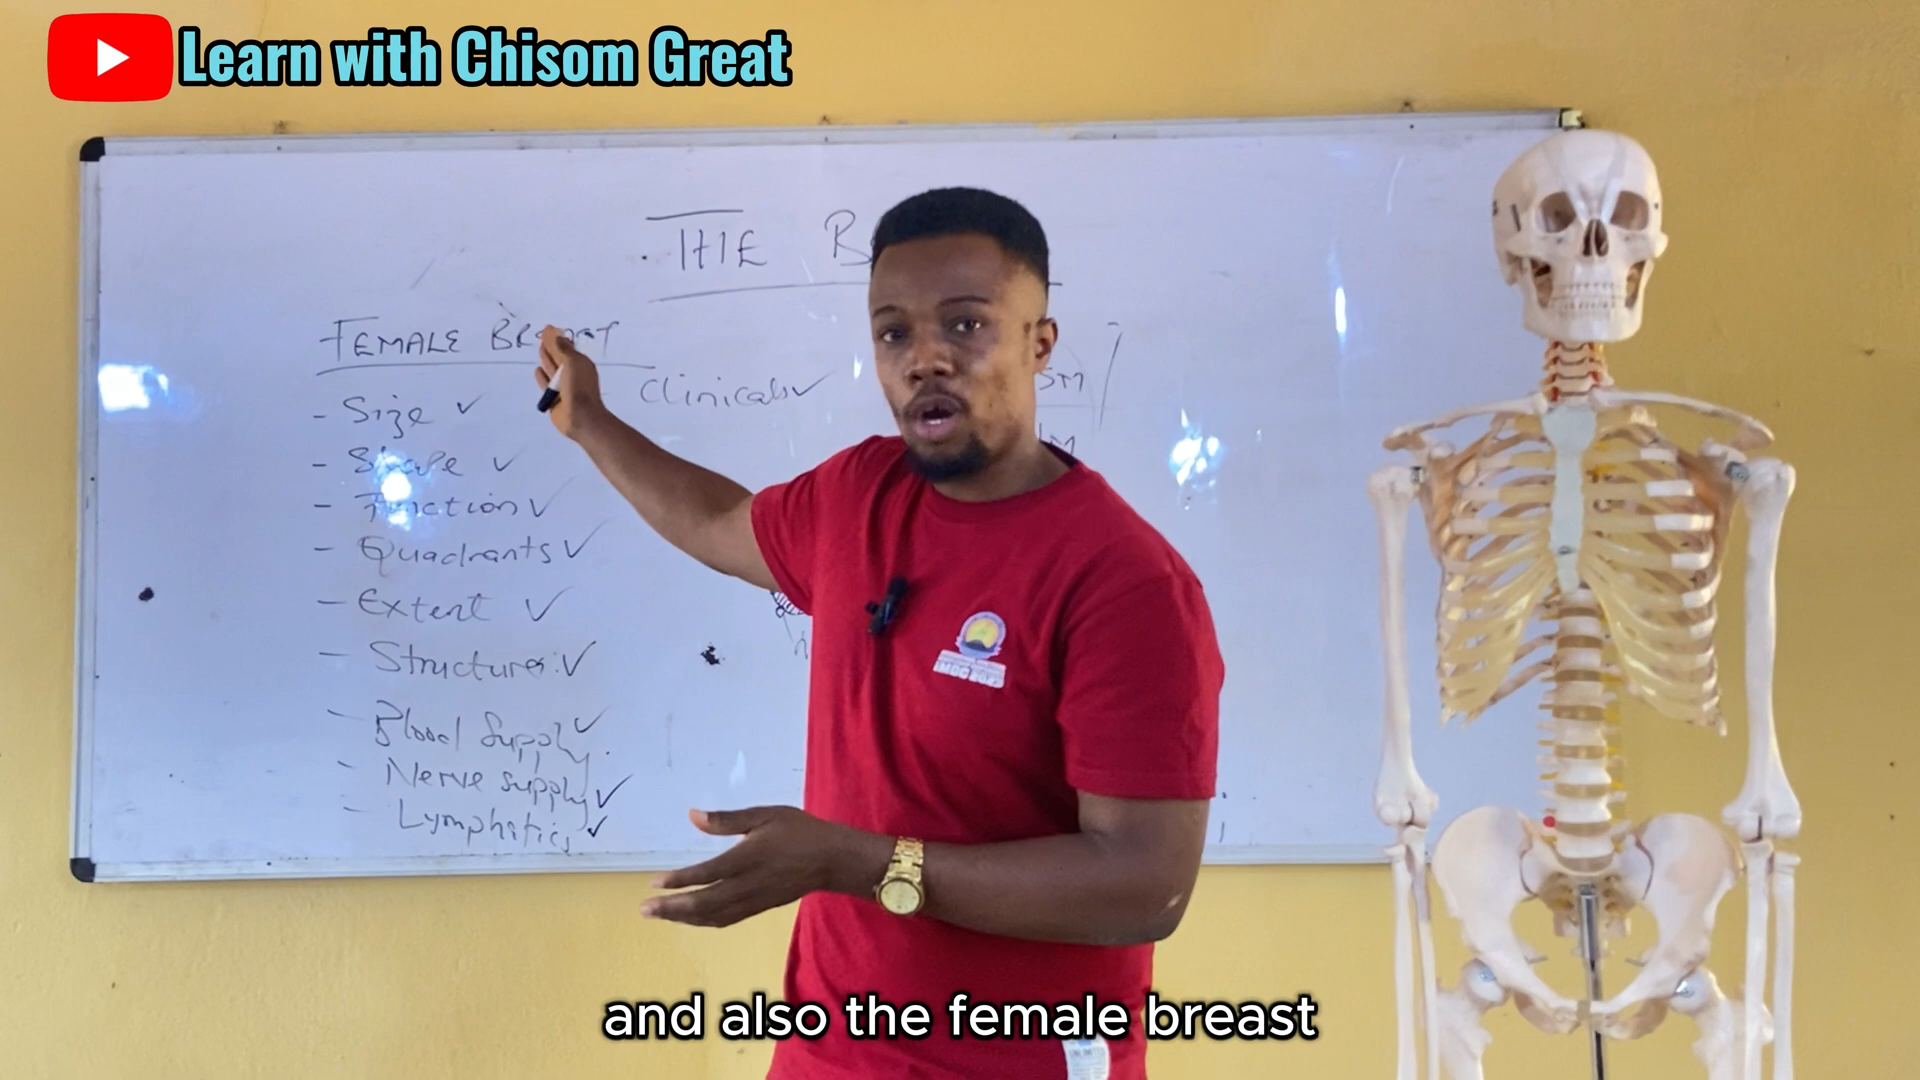 Learn with Chisom Great
THE
FEMALE BREAST
- Size ✓
- Clinicals ✓
- Shape ✓
- Function ✓
- Quadrants ✓
- Extent ✓
- Structure: ✓
- Blood Supply ✓
- Nerve supply ✓
- Lymphatics ✓
and also the female breast